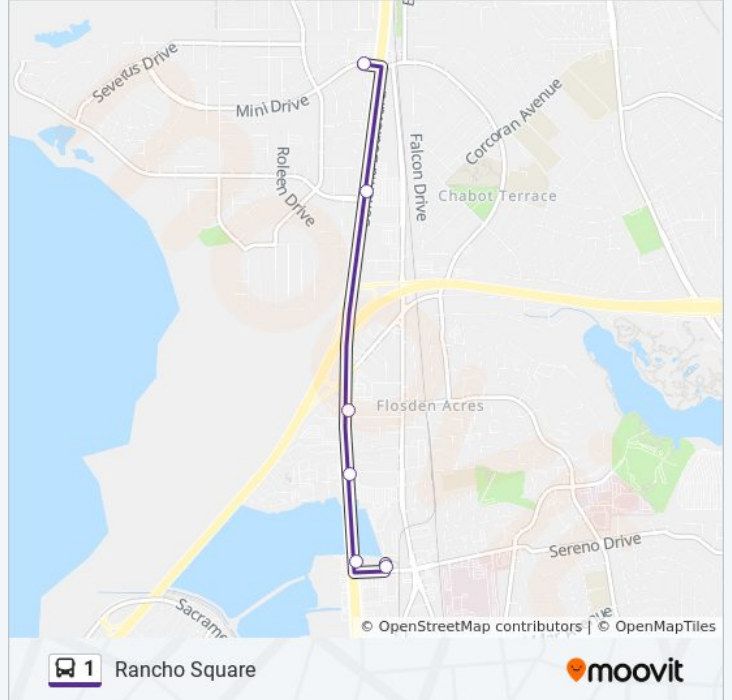 Severus Drive
Mini Drive
Roleen Drive
Falcon Drive
Corcoran Avenue
Chabot Terrace
Flosden Acres
Sereno Drive
Sacrame
© OpenStreetMap contributors | © OpenMapTiles
1 Rancho Square
moovit